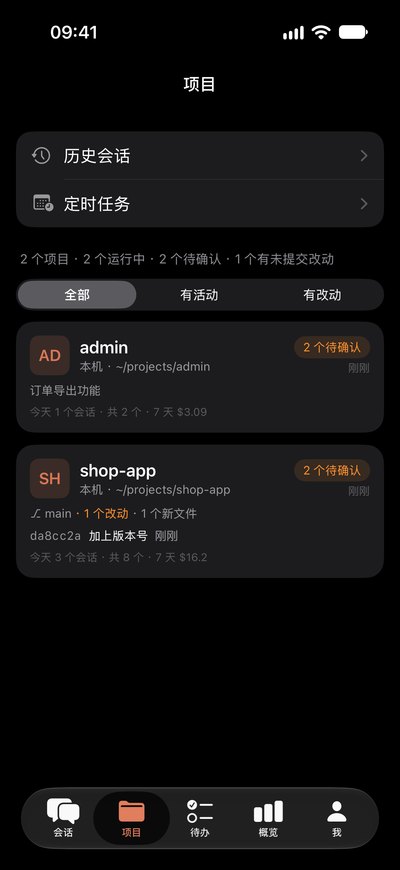 09:41
项目
历史会话
定时任务
2 个项目 · 2 个运行中 · 2 个待确认 · 1 个有未提交改动
全部 有活动 有改动
AD admin 2 个待确认
本机 · ~/projects/admin 刚刚
订单导出功能
今天 1 个会话 · 共 2 个 · 7 天 $3.09
SH shop-app 2 个待确认
本机 · ~/projects/shop-app 刚刚
main · 1 个改动 · 1 个新文件
da8cc2a 加上版本号 刚刚
今天 3 个会话 · 共 8 个 · 7 天 $16.2
会话 项目 待办 概览 我